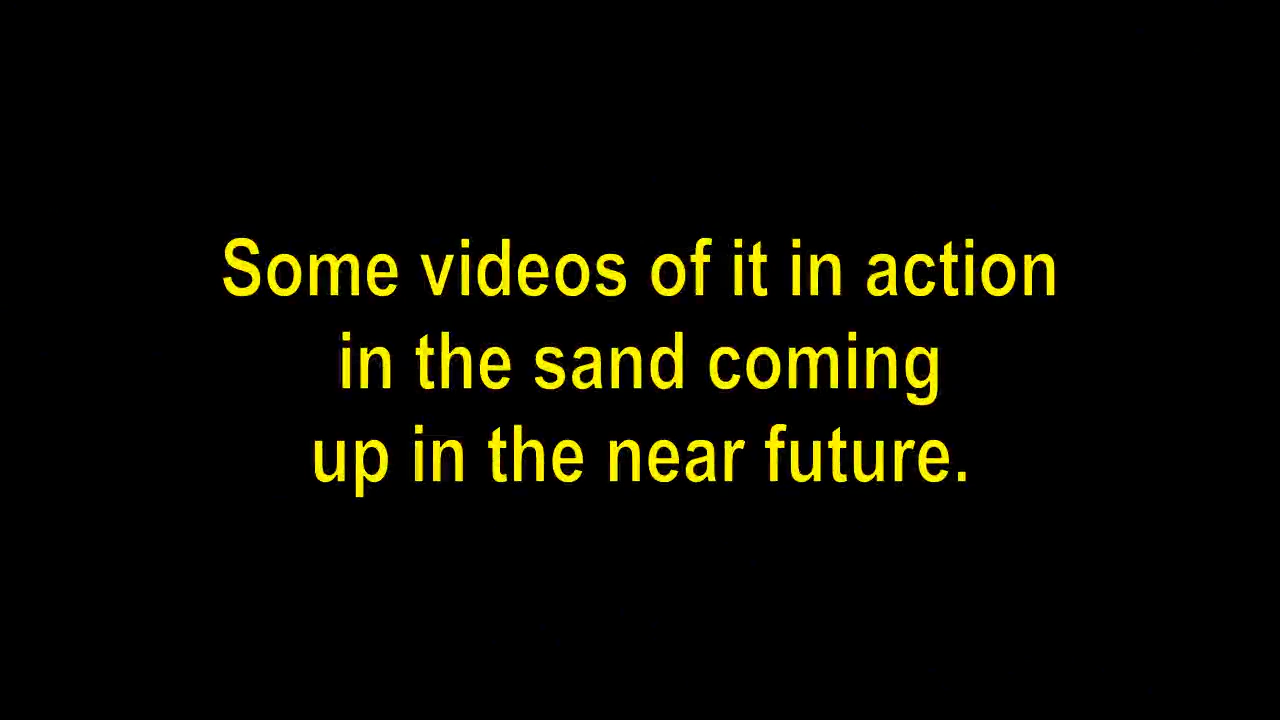 Some videos of it in action
in the sand coming
up in the near future.